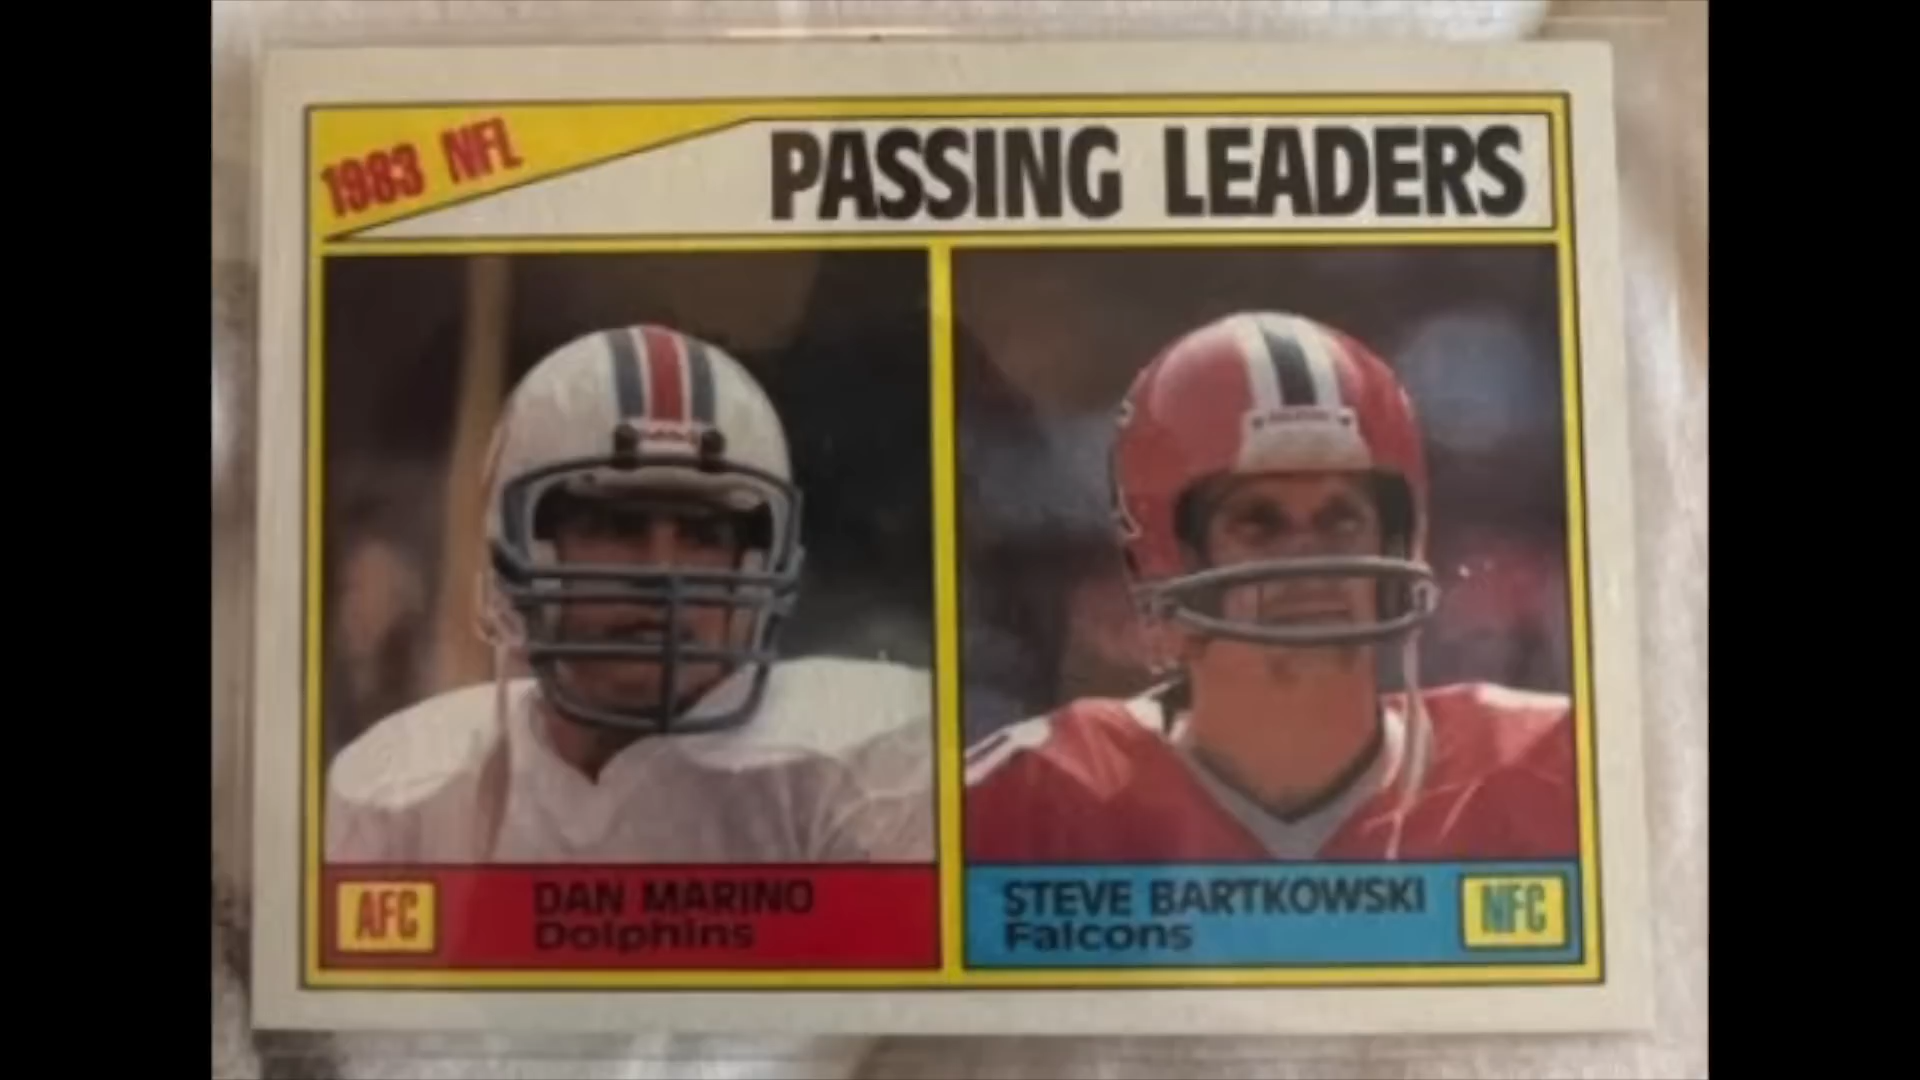 1983 NFL
PASSING LEADERS
AFC
DAN MARINO
Dolphins
STEVE BARTKOWSKI
Falcons
NFC